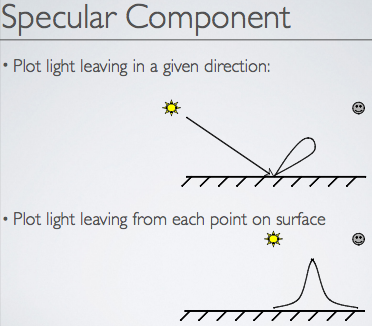 Specular Component
• Plot light leaving in a given direction:
• Plot light leaving from each point on surface